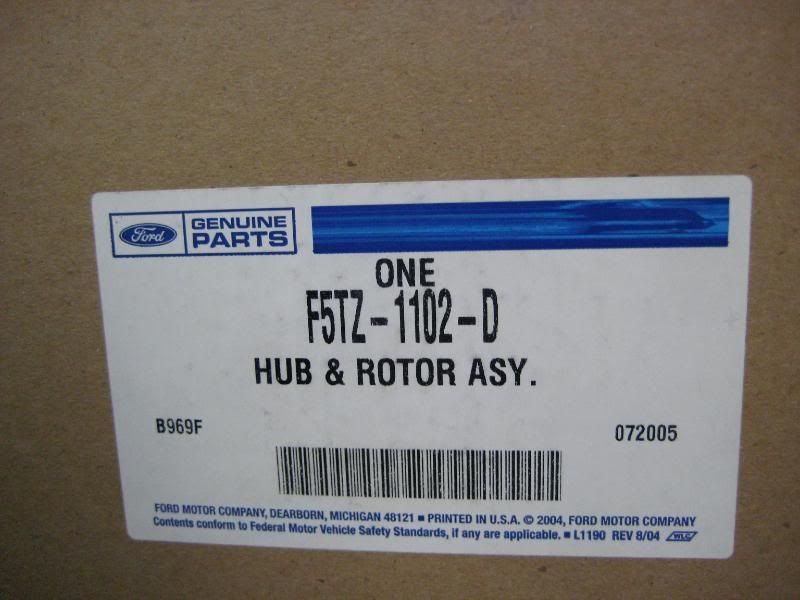 Ford
GENUINE
PARTS
ONE
F5TZ-1102-D
HUB & ROTOR ASY.
B969F
072005
FORD MOTOR COMPANY, DEARBORN, MICHIGAN 48121 ■ PRINTED IN U.S.A. © 2004, FORD MOTOR COMPANY
Contents conform to Federal Motor Vehicle Safety Standards, if any are applicable. ■ L1190 REV 8/04 WLC